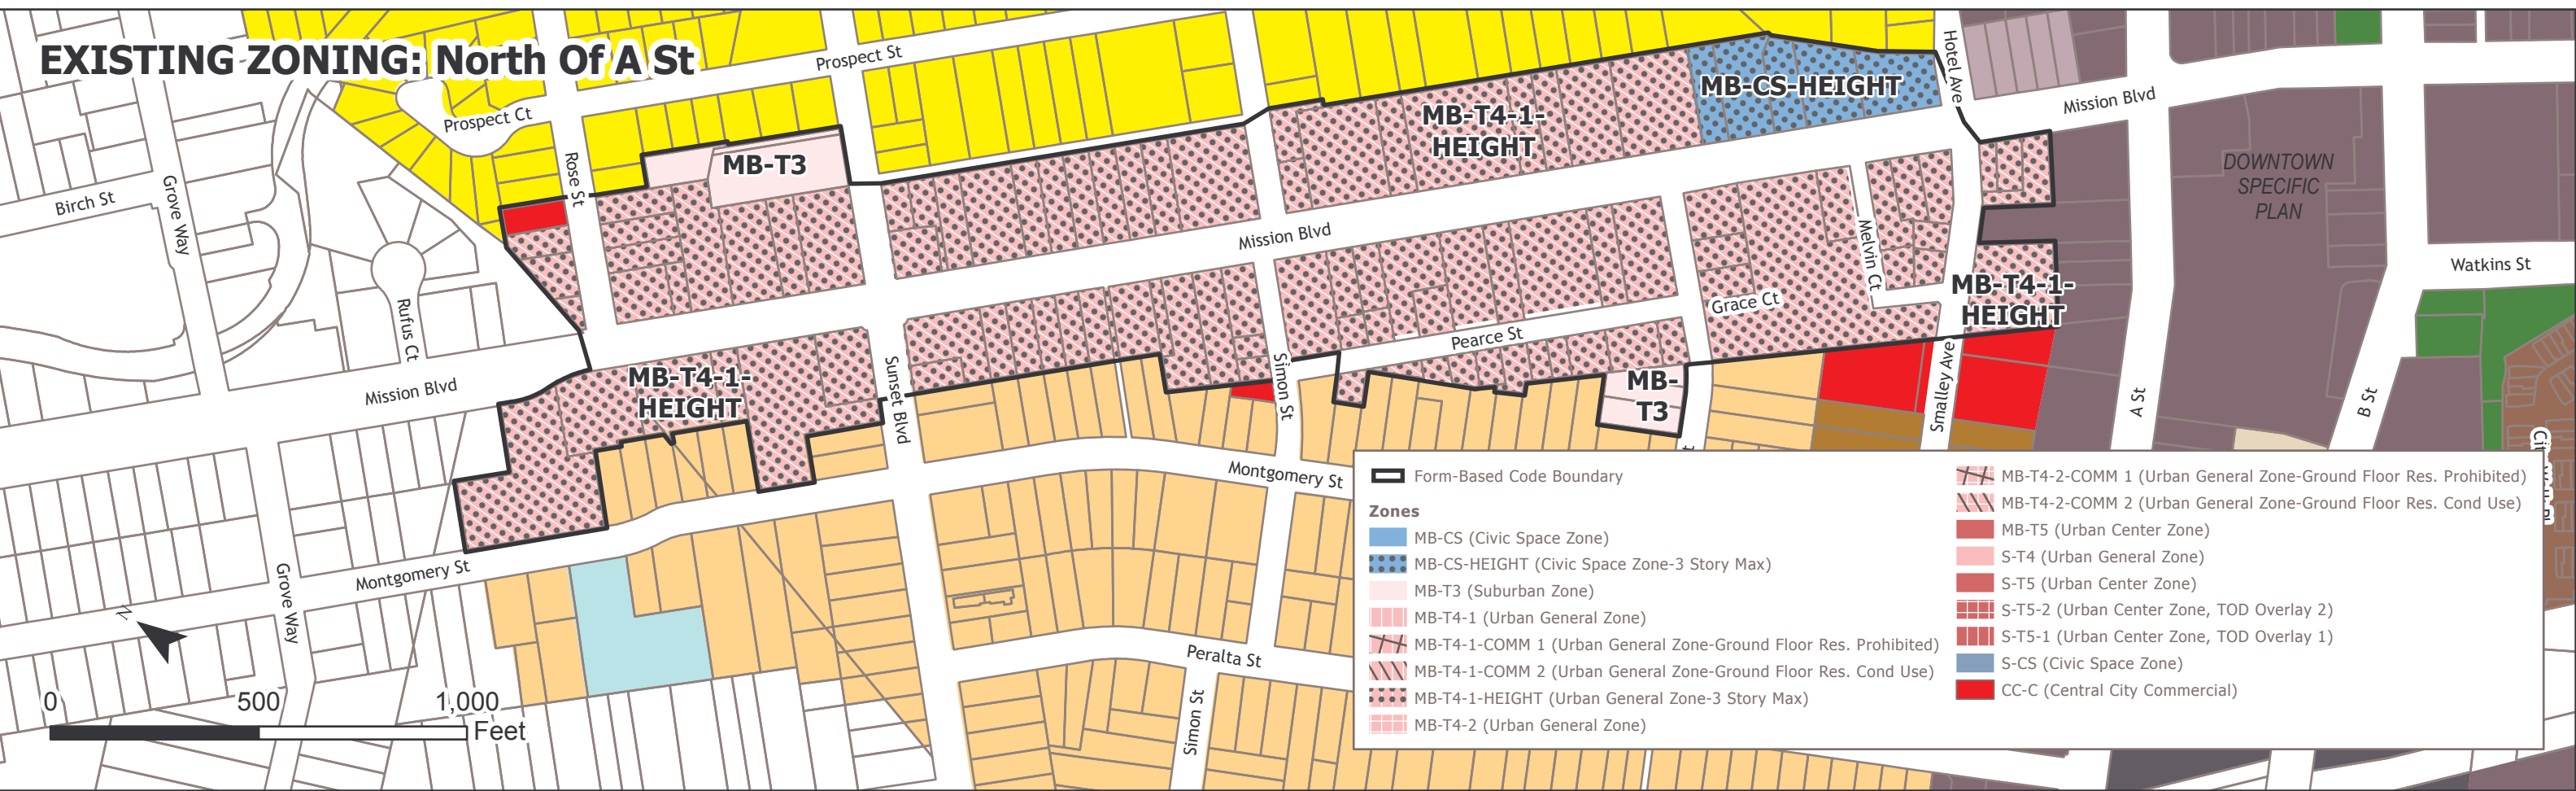 EXISTING ZONING: North Of A St
Prospect St
Prospect Ct
Hotel Ave
Mission Blvd
MB-CS-HEIGHT
MB-T4-1-
HEIGHT
MB-T3
Rose St
Birch St
Grove Way
DOWNTOWN
SPECIFIC
PLAN
Mission Blvd
Melvin Ct
Watkins St
MB-T4-1-
HEIGHT
Grace Ct
Rufus Ct
Pearce St
Mission Blvd
MB-T4-1-
HEIGHT
Sunset Blvd
Simon St
MB-
T3
Smalley Ave
A St
B St
Montgomery St
Montgomery St
Grove Way
Peralta St
Simon St
N
0 500 1,000
Feet
Form-Based Code Boundary
Zones
MB-CS (Civic Space Zone)
MB-CS-HEIGHT (Civic Space Zone-3 Story Max)
MB-T3 (Suburban Zone)
MB-T4-1 (Urban General Zone)
MB-T4-1-COMM 1 (Urban General Zone-Ground Floor Res. Prohibited)
MB-T4-1-COMM 2 (Urban General Zone-Ground Floor Res. Cond Use)
MB-T4-1-HEIGHT (Urban General Zone-3 Story Max)
MB-T4-2 (Urban General Zone)
MB-T4-2-COMM 1 (Urban General Zone-Ground Floor Res. Prohibited)
MB-T4-2-COMM 2 (Urban General Zone-Ground Floor Res. Cond Use)
MB-T5 (Urban Center Zone)
S-T4 (Urban General Zone)
S-T5 (Urban Center Zone)
S-T5-2 (Urban Center Zone, TOD Overlay 2)
S-T5-1 (Urban Center Zone, TOD Overlay 1)
S-CS (Civic Space Zone)
CC-C (Central City Commercial)